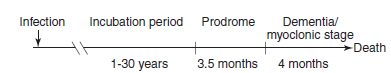 Infection Incubation period Prodrome Dementia/
myoclonic stage
Death
1-30 years 3.5 months 4 months